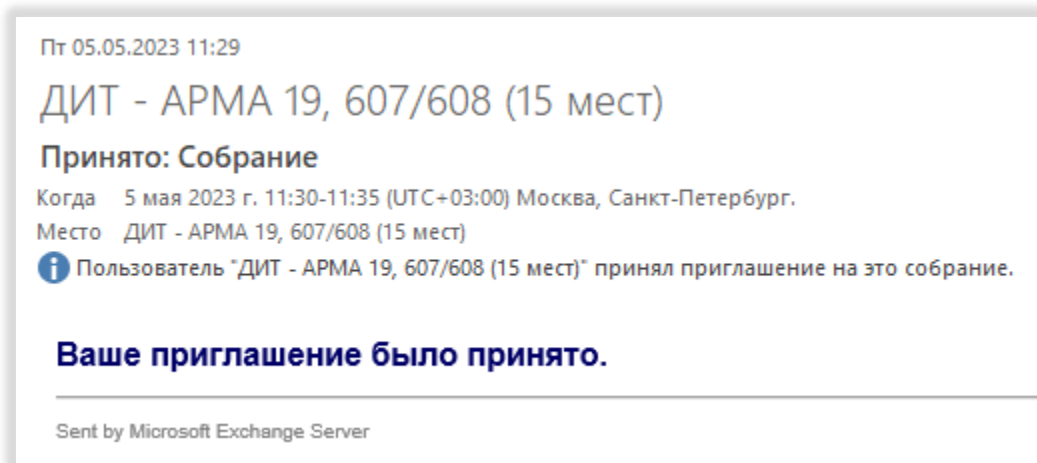 Пт 05.05.2023 11:29
ДИТ - АРМА 19, 607/608 (15 мест)
Принято: Собрание
Когда 5 мая 2023 г. 11:30-11:35 (UTC+03:00) Москва, Санкт-Петербург.
Место ДИТ - АРМА 19, 607/608 (15 мест)
Пользователь "ДИТ - АРМА 19, 607/608 (15 мест)" принял приглашение на это собрание.
Ваше приглашение было принято.
Sent by Microsoft Exchange Server